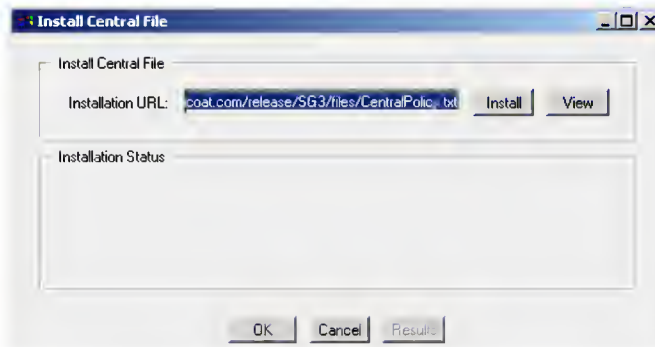 Install Central File
Install Central File
Installation URL: coat.com/release/SG3/files/CentralPolicy.txt Install View
Installation Status
OK Cancel Results